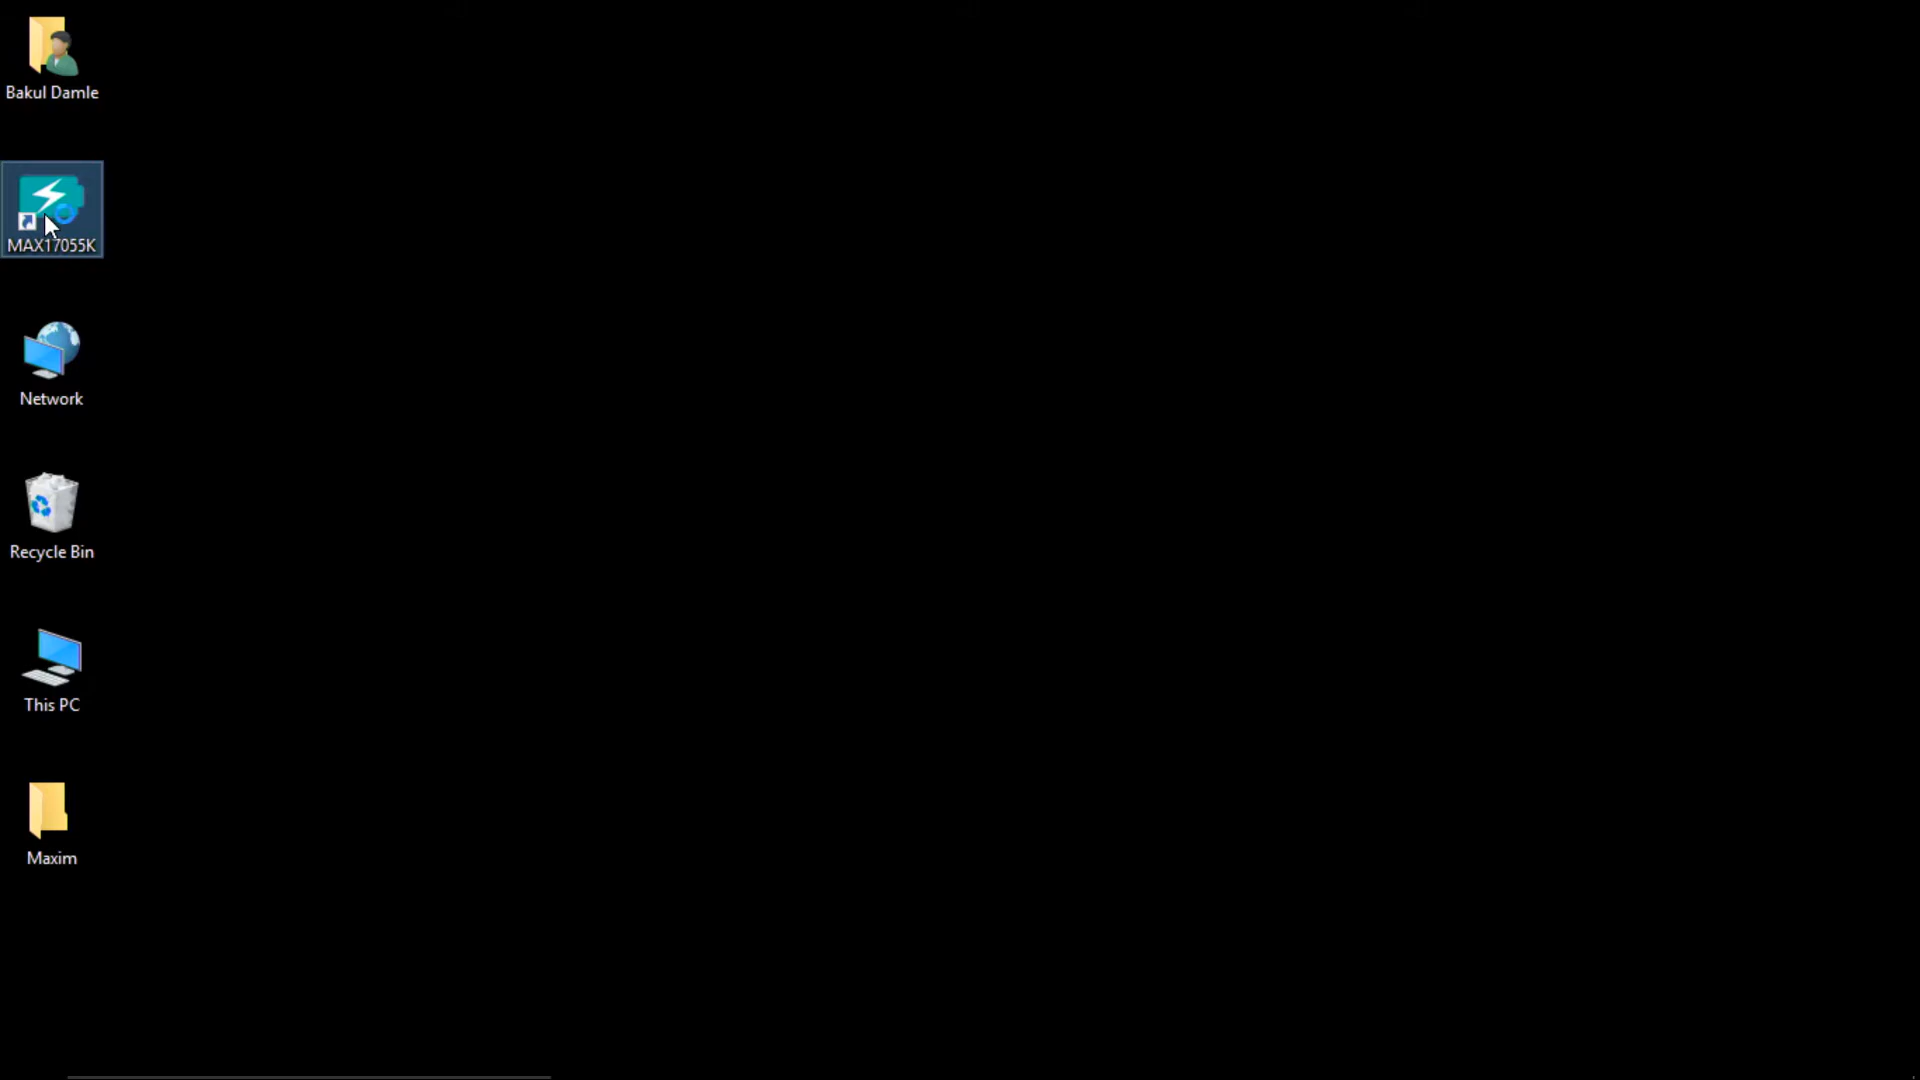 Bakul Damle
MAX17055K
Network
Recycle Bin
This PC
Maxim